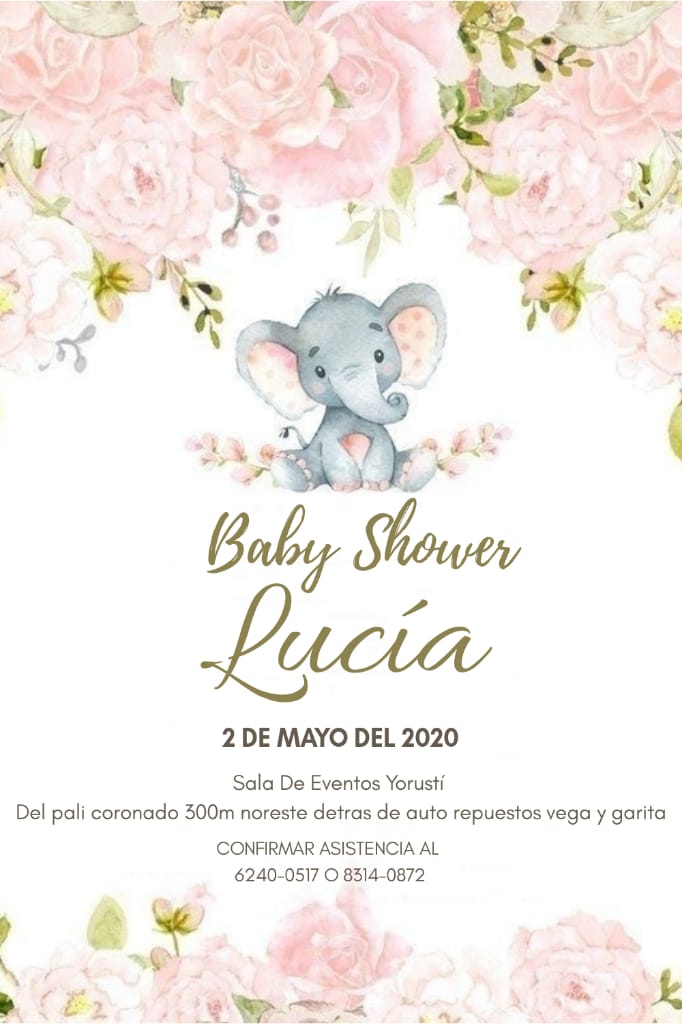 Baby Shower
Lucía
2 DE MAYO DEL 2020
Sala De Eventos Yorustí
Del pali coronado 300m noreste detras de auto repuestos vega y garita
CONFIRMAR ASISTENCIA AL
6240-0517 O 8314-0872